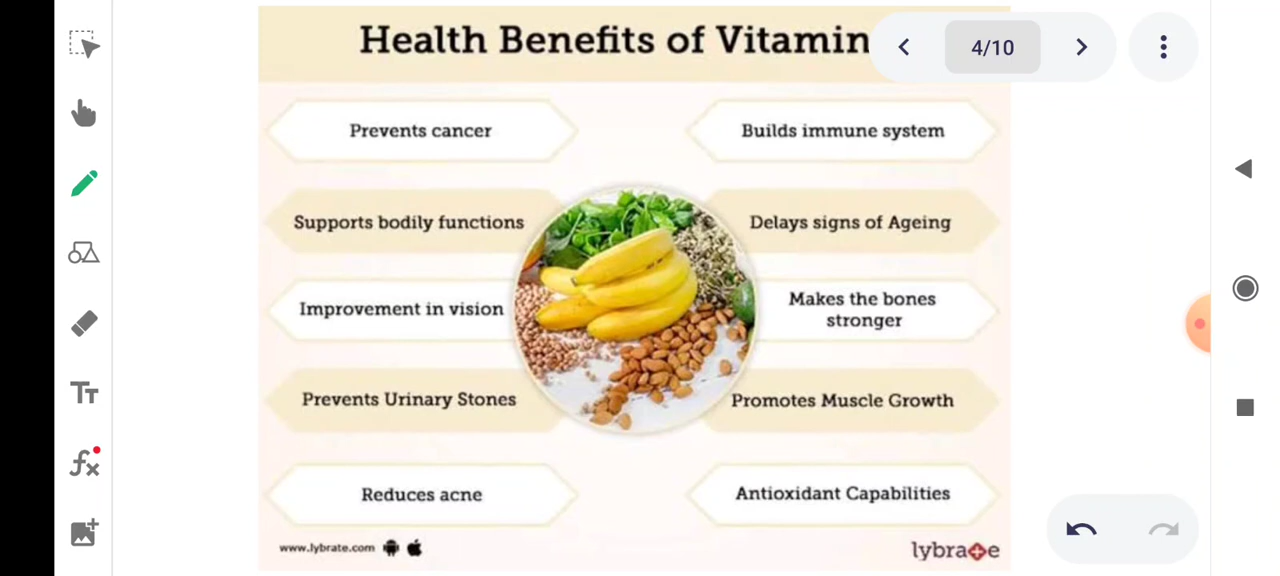 Health Benefits of Vitamin
4/10
Prevents cancer
Builds immune system
Supports bodily functions
Delays signs of Ageing
Improvement in vision
Makes the bones
stronger
Prevents Urinary Stones
Promotes Muscle Growth
Reduces acne
Antioxidant Capabilities
www.lybrate.com
lybrate
TT
fx